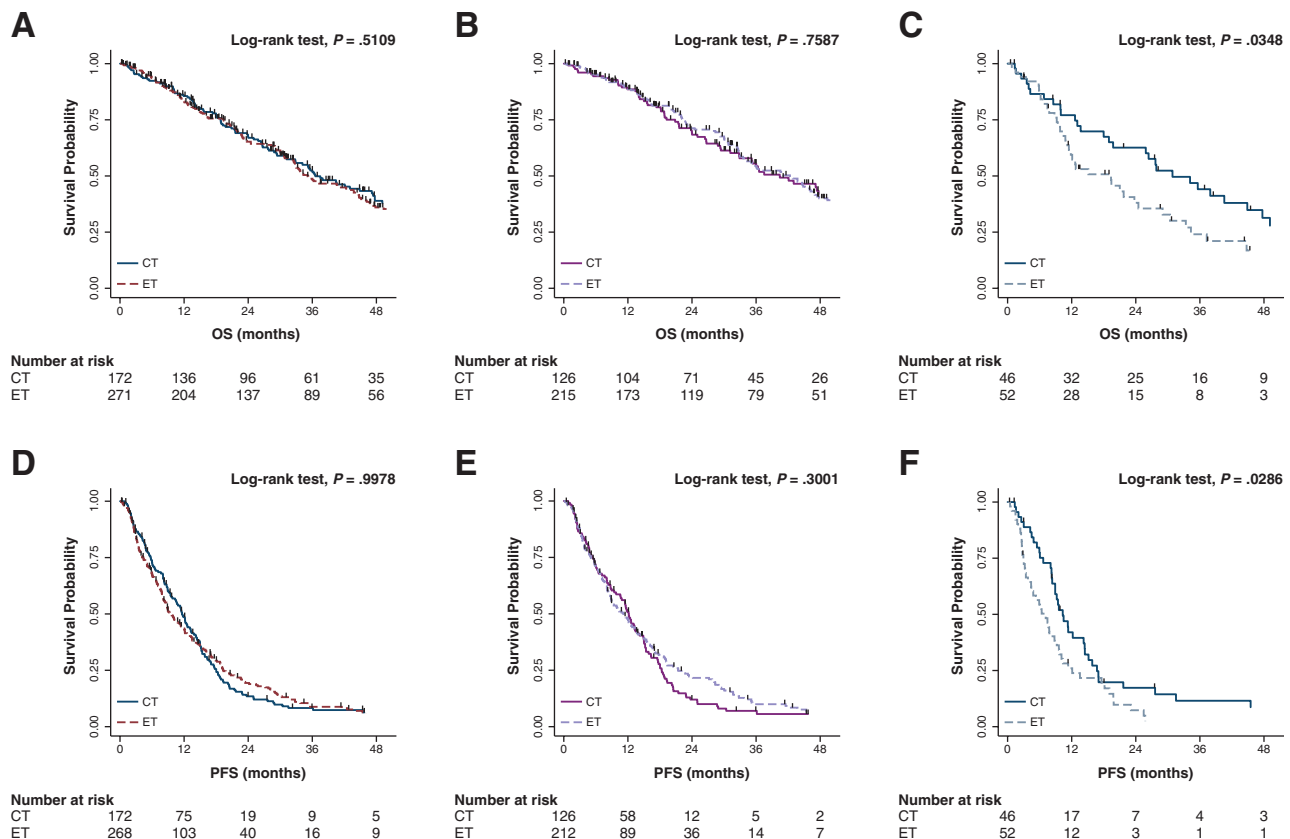 A
Log-rank test, P = .5109
Survival Probability
1.00
0.75
0.50
0.25
0.00
CT
ET
0 12 24 36 48
OS (months)
Number at risk
CT 172 136 96 61 35
ET 271 204 137 89 56
B
Log-rank test, P = .7587
Survival Probability
1.00
0.75
0.50
0.25
0.00
CT
ET
0 12 24 36 48
OS (months)
Number at risk
CT 126 104 71 45 26
ET 215 173 119 79 51
C
Log-rank test, P = .0348
Survival Probability
1.00
0.75
0.50
0.25
0.00
CT
ET
0 12 24 36 48
OS (months)
Number at risk
CT 46 32 25 16 9
ET 52 28 15 8 3
D
Log-rank test, P = .9978
Survival Probability
1.00
0.75
0.50
0.25
0.00
CT
ET
0 12 24 36 48
PFS (months)
Number at risk
CT 172 75 19 9 5
ET 268 103 40 16 9
E
Log-rank test, P = .3001
Survival Probability
1.00
0.75
0.50
0.25
0.00
CT
ET
0 12 24 36 48
PFS (months)
Number at risk
CT 126 58 12 5 2
ET 212 89 36 14 7
F
Log-rank test, P = .0286
Survival Probability
1.00
0.75
0.50
0.25
0.00
CT
ET
0 12 24 36 48
PFS (months)
Number at risk
CT 46 17 7 4 3
ET 52 12 1 3 1 1